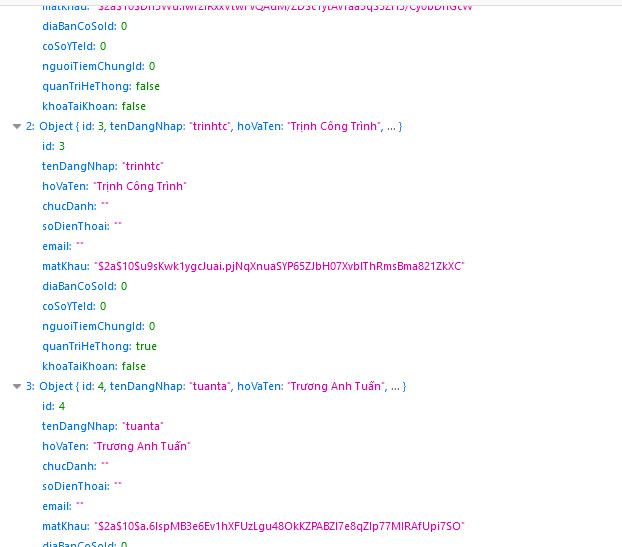 diaBanCoSoId: 0
coSoYTeId: 0
nguoiTiemChungId: 0
quanTriHeThong: false
khoaTaiKhoan: false
2: Object { id: 3, tenDangNhap: "trinhtc", hoVaTen: "Trịnh Công Trình", … }
id: 3
tenDangNhap: "trinhtc"
hoVaTen: "Trịnh Công Trình"
chucDanh: ""
soDienThoai: ""
email: ""
matKhau: "$2a$10$u9sKwk1ygcJuai.pjNqXnuaSYP65ZJbH07XvbIThRmsBma821ZkXC"
diaBanCoSoId: 0
coSoYTeId: 0
nguoiTiemChungId: 0
quanTriHeThong: true
khoaTaiKhoan: false
3: Object { id: 4, tenDangNhap: "tuanta", hoVaTen: "Trương Anh Tuấn", … }
id: 4
tenDangNhap: "tuanta"
hoVaTen: "Trương Anh Tuấn"
chucDanh: ""
soDienThoai: ""
email: ""
matKhau: "$2a$10$a.6IspMB3e6Ev1hXFUzLgu48OkKZPABZI7e8qZIp77MIRAfUpi7SO"
diaBanCoSoId: 0